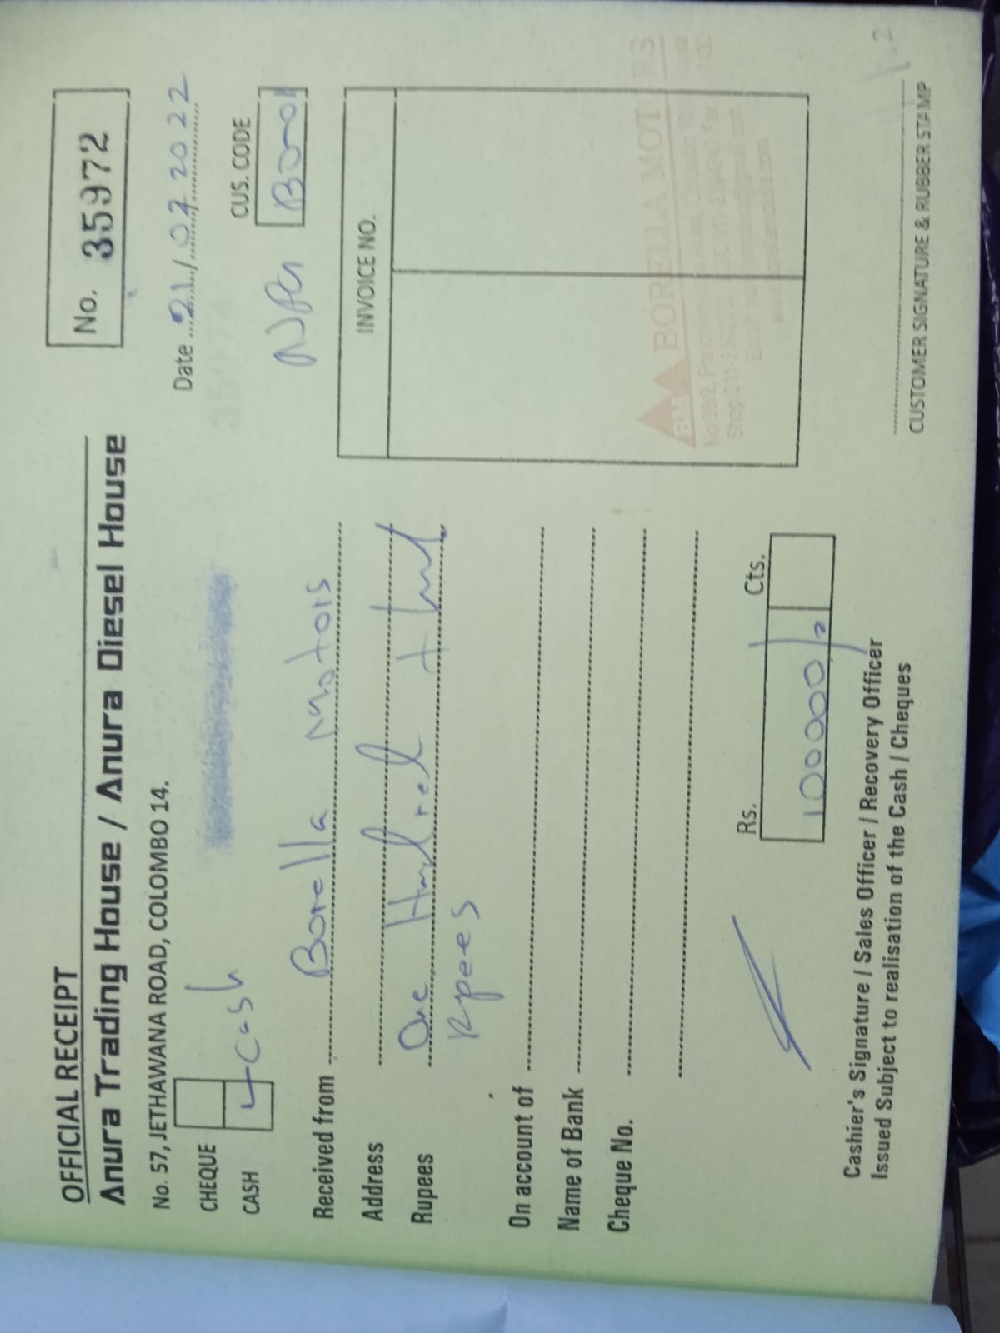 OFFICIAL RECEIPT
Anura Trading House / Anura Diesel House
No. 57, JETHAWANA ROAD, COLOMBO 14.
No. 35972
Date 21/07 2022
CHEQUE
CASH Cash
CUS. CODE
Received from Borella Motors
Address
Rupees One Hundred
Rpees
On account of
Name of Bank
Cheque No.
INVOICE NO.
BORELLA MOTORS
Rs. Cts.
100000/
Cashier's Signature / Sales Officer / Recovery Officer
Issued Subject to realisation of the Cash / Cheques
CUSTOMER SIGNATURE & RUBBER STAMP